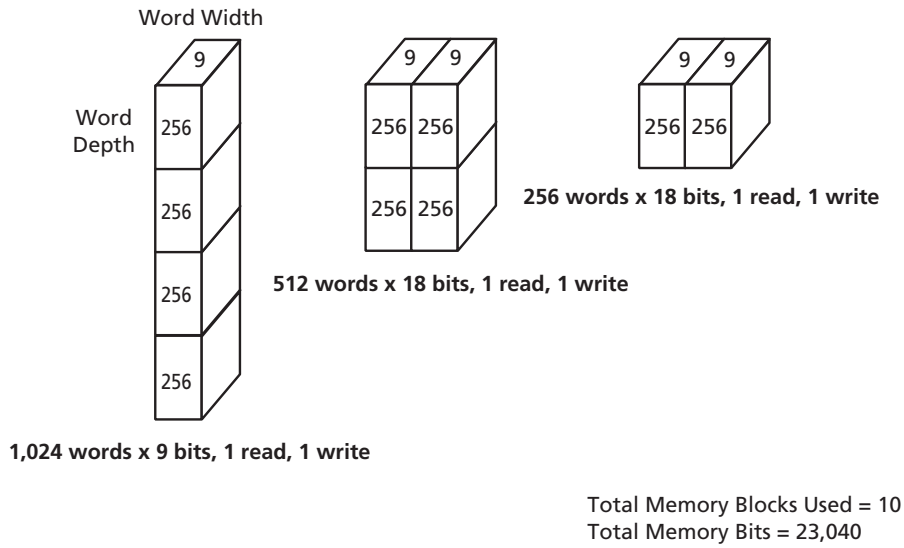 Word Width
9
Word
Depth
256
256
256
256
1,024 words x 9 bits, 1 read, 1 write
9 9
256 256
256 256
512 words x 18 bits, 1 read, 1 write
9 9
256 256
256 words x 18 bits, 1 read, 1 write
Total Memory Blocks Used = 10
Total Memory Bits = 23,040